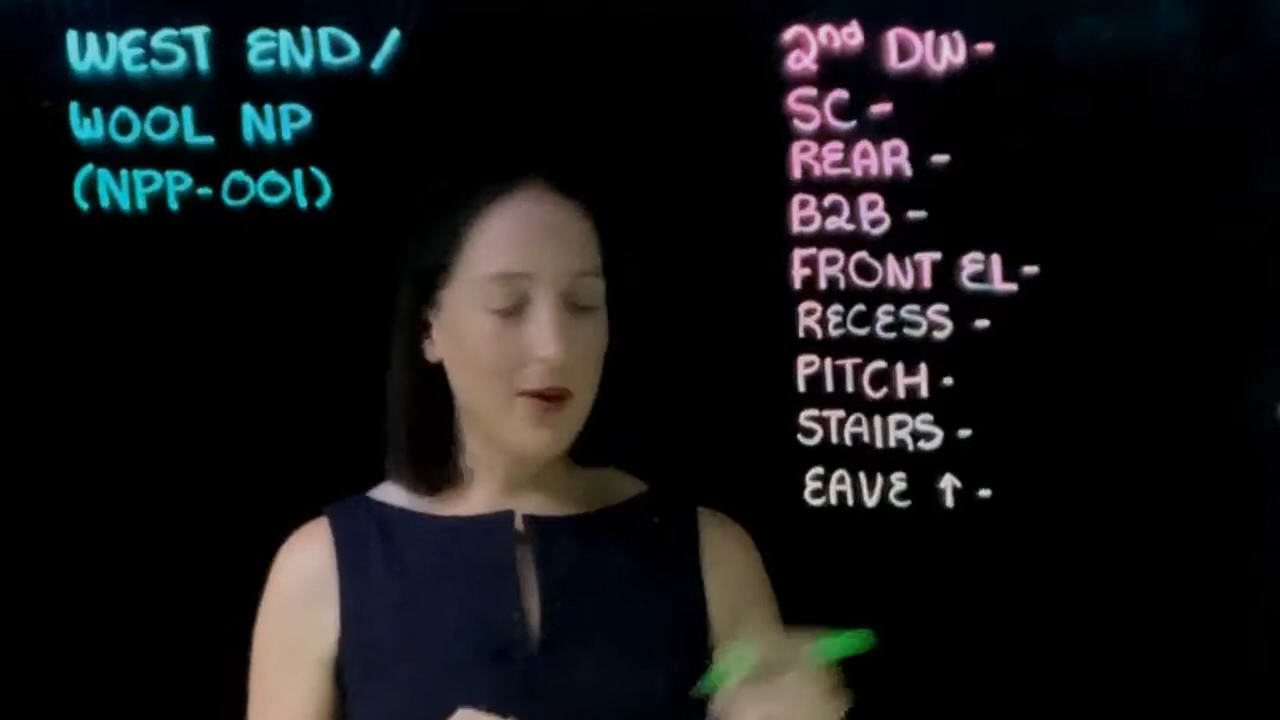 WEST END/
WOOL NP
(NPP-001)
2nd DW-
SC -
REAR -
B2B -
FRONT EL-
RECESS -
PITCH -
STAIRS -
EAVE ↑ -